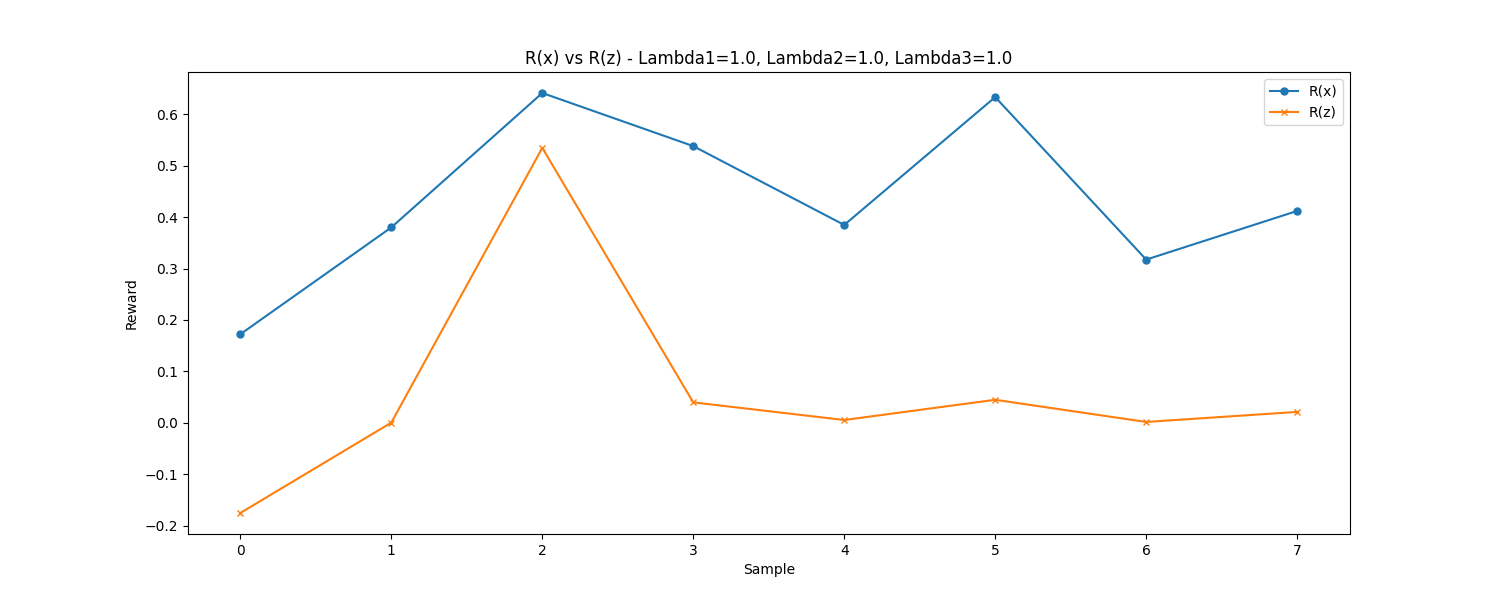 R(x) vs R(z) - Lambda1=1.0, Lambda2=1.0, Lambda3=1.0
R(x)
R(z)
Reward
0.6
0.5
0.4
0.3
0.2
0.1
0.0
−0.1
−0.2
0 1 2 3 4 5 6 7
Sample